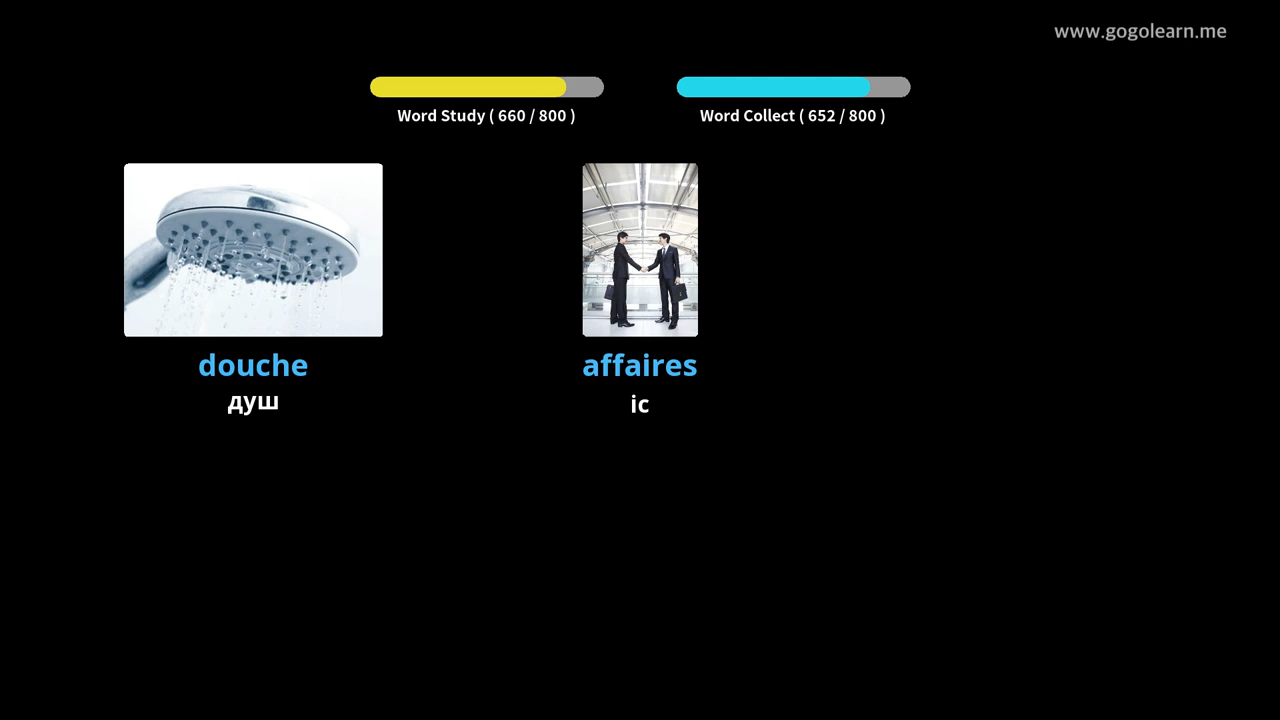 www.gogolearn.me
Word Study ( 660 / 800 )
Word Collect ( 652 / 800 )
douche
душ
affaires
іс